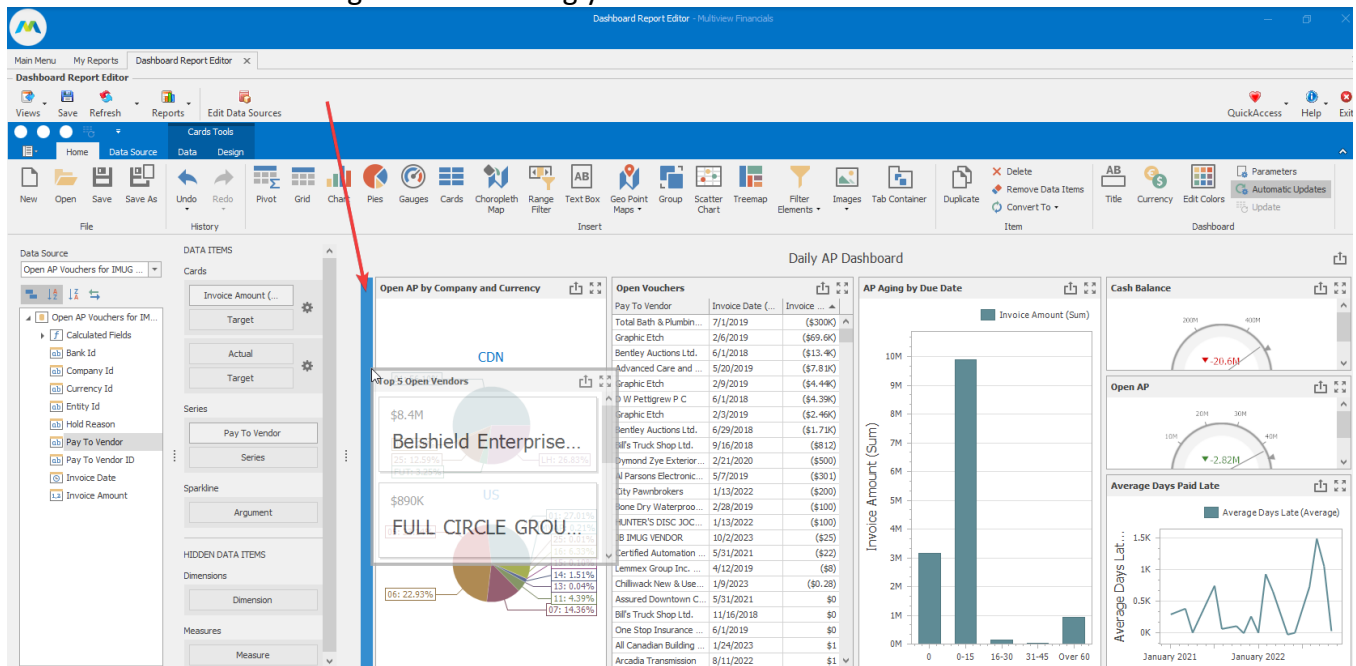 Dashboard Report Editor - Multiview Financials
Main Menu My Reports Dashboard Report Editor X
Dashboard Report Editor
Views Save Refresh Reports Edit Data Sources QuickAccess Help Exit
Cards Tools
Home Data Source Data Design
New Open Save Save As Undo Redo Pivot Grid Chart Pies Gauges Cards Choropleth Map Range Filter Text Box Geo Point Maps Group Scatter Chart Treemap Filter Elements Images Tab Container Duplicate
Delete
Remove Data Items
Convert To
Title Currency Edit Colors
Parameters
Automatic Updates
Update
File History Insert Item Dashboard
Data Source
Open AP Vouchers for IMUG ...
Open AP Vouchers for IM...
Calculated Fields
Bank Id
Company Id
Currency Id
Entity Id
Hold Reason
Pay To Vendor
Pay To Vendor ID
Invoice Date
Invoice Amount
DATA ITEMS
Cards
Invoice Amount (...
Target
Actual
Target
Series
Pay To Vendor
Series
Sparkline
Argument
HIDDEN DATA ITEMS
Dimensions
Dimension
Measures
Measure
Daily AP Dashboard
Open AP by Company and Currency
CDN
Top 5 Open Vendors
$8.4M
Belshield Enterprise...
25: 12.59%
LH: 26.83%
$890K
US
FULL CIRCLE GROU...
14: 1.51%
13: 0.04%
11: 4.39%
07: 14.36%
06: 22.93%
Open Vouchers
Pay To Vendor Invoice Date (... Invoice ...
Total Bath & Plumbin... 7/1/2019 ($300K)
Graphic Etch 2/6/2019 ($69.6K)
Bentley Auctions Ltd. 6/1/2018 ($13.4K)
Advanced Care and ... 5/20/2019 ($7.81K)
Graphic Etch 2/9/2019 ($4.44K)
D W Pettigrew P C 6/1/2018 ($4.39K)
Graphic Etch 2/3/2019 ($2.46K)
Bentley Auctions Ltd. 6/29/2018 ($1.71K)
Bill's Truck Shop Ltd. 9/16/2018 ($812)
Dymond Zye Exterior... 2/21/2020 ($500)
Al Parsons Electronic... 5/7/2019 ($301)
City Pawnbrokers 1/13/2022 ($200)
Bone Dry Waterproo... 2/28/2019 ($100)
HUNTER'S DISC JOC... 1/13/2022 ($100)
JB IMUG VENDOR 10/2/2023 ($25)
Certified Automation ... 5/31/2021 ($22)
Lemmex Group Inc. ... 4/12/2019 ($8)
Chilliwack New & Use... 1/9/2023 ($0.28)
Assured Downtown C... 5/31/2021 $0
Bill's Truck Shop Ltd. 11/16/2018 $0
One Stop Insurance ... 6/1/2019 $0
All Canadian Building ... 1/24/2023 $1
Arcadia Transmission 8/11/2022 $1
AP Aging by Due Date
Invoice Amount (Sum)
Invoice Amount (Sum)
10M
9M
8M
7M
6M
5M
4M
3M
2M
1M
0M
0 0-15 16-30 31-45 Over 60
Cash Balance
200M 400M
-20.6M
Open AP
10M 20M 30M 40M
-2.82M
Average Days Paid Late
Average Days Late (Average)
Average Days Lat...
1.5K
1K
0.5K
0K
January 2021 January 2022